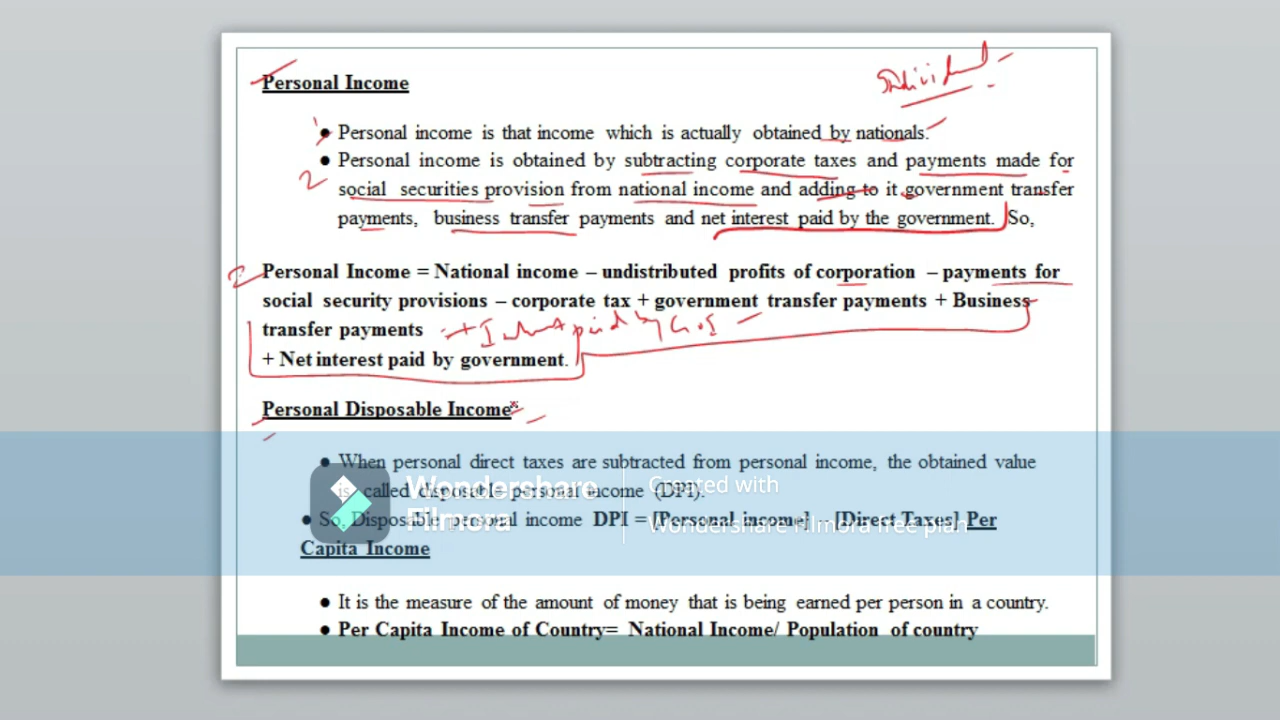 Personal Income
Individual
● Personal income is that income which is actually obtained by nationals.
2 ● Personal income is obtained by subtracting corporate taxes and payments made for
social securities provision from national income and adding to it government transfer
payments, business transfer payments and net interest paid by the government. So,
Personal Income = National income – undistributed profits of corporation – payments for
social security provisions – corporate tax + government transfer payments + Business
transfer payments + Interest paid by GoI
+ Net interest paid by government.
Personal Disposable Income
● When personal direct taxes are subtracted from personal income, the obtained value
is called disposable personal income (DPI).
Wondershare
Filmora
Created with
Wondershare Filmora free plan
● So, Disposable personal income DPI = [Personal income] – [Direct Taxes] Per
Capita Income
● It is the measure of the amount of money that is being earned per person in a country.
● Per Capita Income of Country= National Income/ Population of country